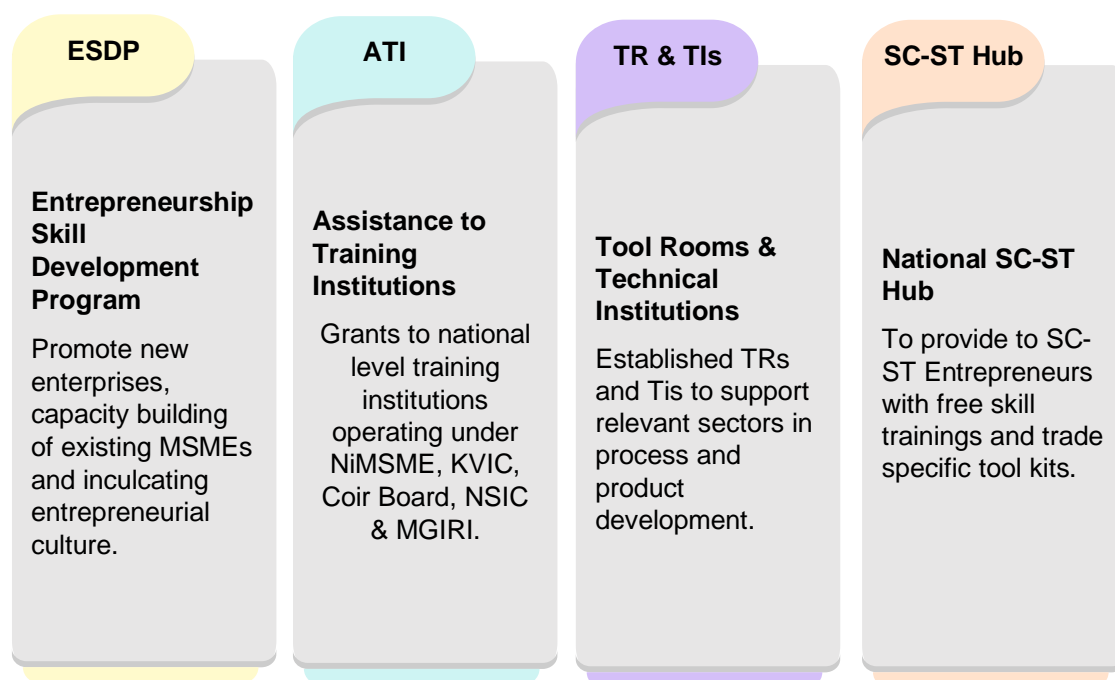 ESDP
Entrepreneurship
Skill
Development
Program
Promote new
enterprises,
capacity building
of existing MSMEs
and inculcating
entrepreneurial
culture.
ATI
Assistance to
Training
Institutions
Grants to national
level training
institutions
operating under
NiMSME, KVIC,
Coir Board, NSIC
& MGIRI.
TR & TIs
Tool Rooms &
Technical
Institutions
Established TRs
and Tis to support
relevant sectors in
process and
product
development.
SC-ST Hub
National SC-ST
Hub
To provide to SC-
ST Entrepreneurs
with free skill
trainings and trade
specific tool kits.